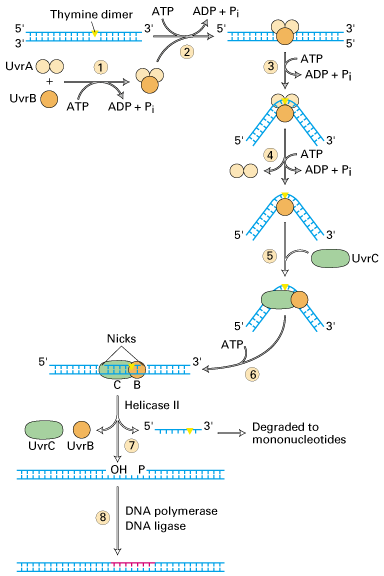 Thymine dimer
ATP
ADP + Pi
5'
3'
3'
5'
2
5'
3'
3'
5'
UvrA
+
UvrB
1
ATP
ADP + Pi
3
ATP
ADP + Pi
5'
3'
4
ATP
ADP + Pi
5'
3'
5
UvrC
5'
3'
ATP
6
Nicks
5'
3'
C
B
Helicase II
UvrC
UvrB
7
5'
3'
Degraded to
mononucleotides
OH
P
8
DNA polymerase
DNA ligase